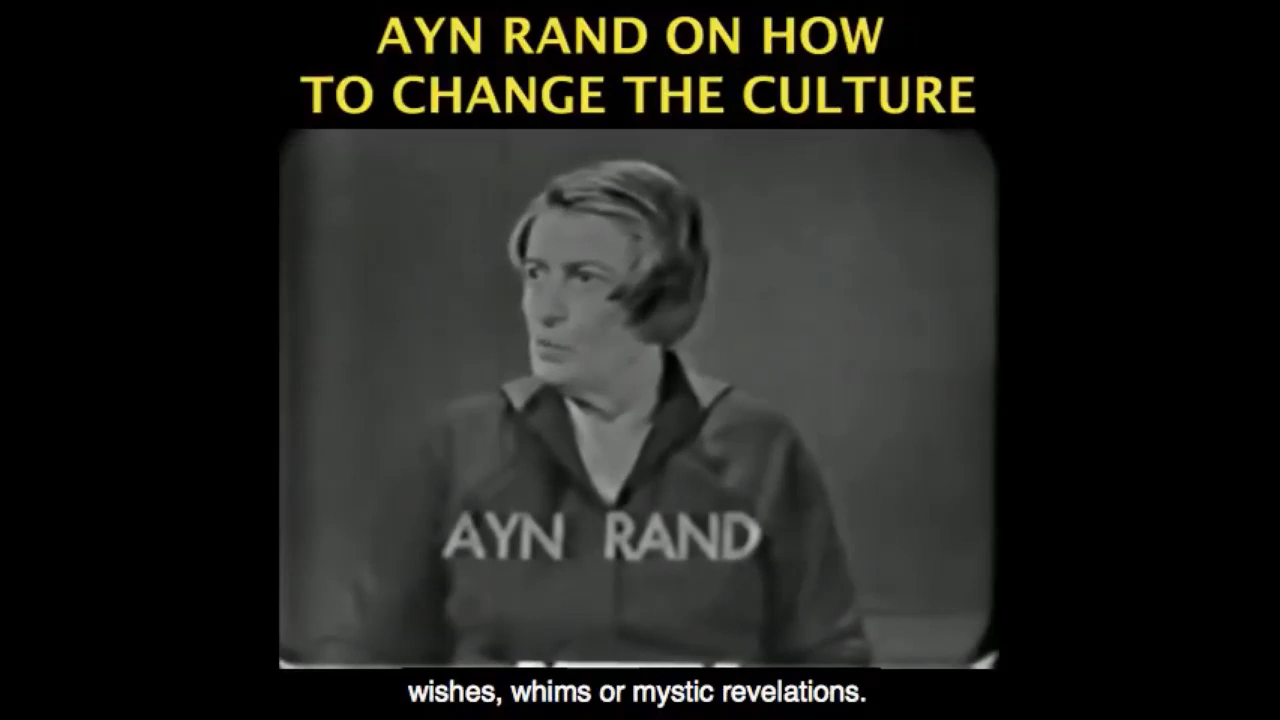 AYN RAND ON HOW
TO CHANGE THE CULTURE
AYN RAND
wishes, whims or mystic revelations.